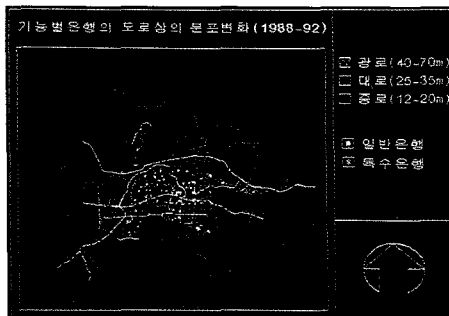 기능별은행의 도로상의 분포변화(1988-92)
광로(40-70m)
대로(25-35m)
중로(12-20m)
일반은행
특수은행